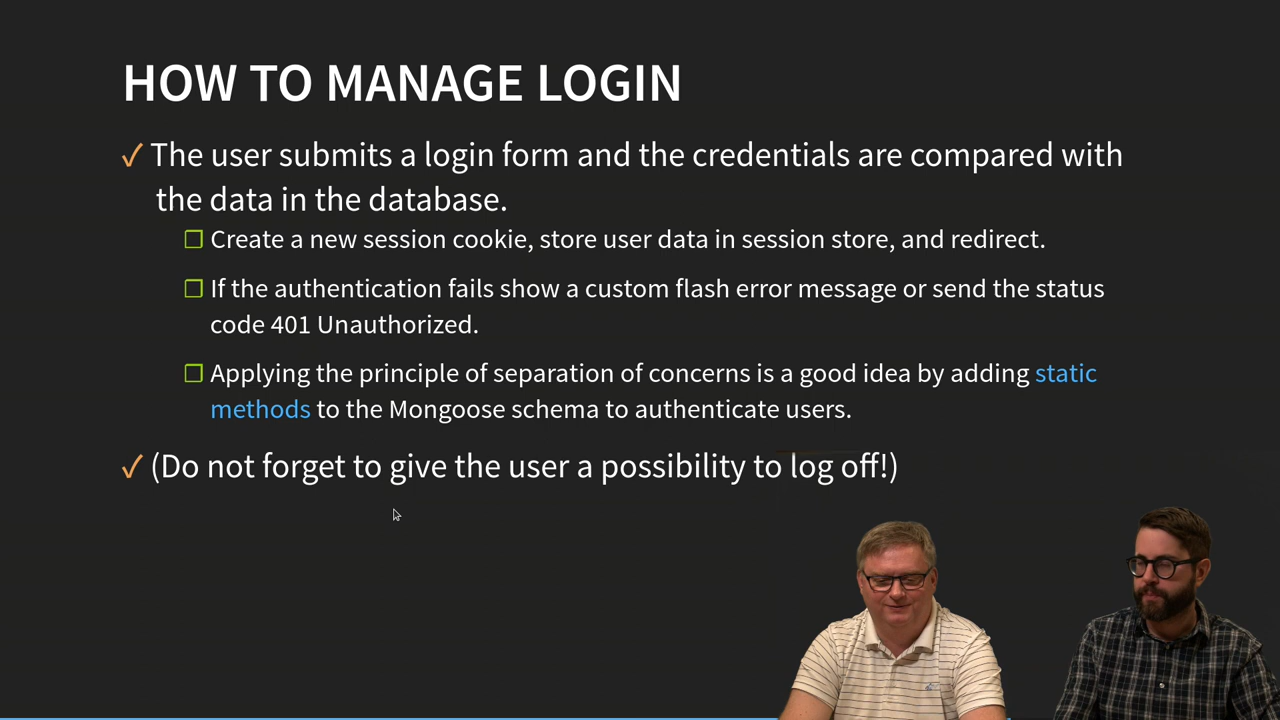 HOW TO MANAGE LOGIN
✓ The user submits a login form and the credentials are compared with
the data in the database.
❐ Create a new session cookie, store user data in session store, and redirect.
❐ If the authentication fails show a custom flash error message or send the status
code 401 Unauthorized.
❐ Applying the principle of separation of concerns is a good idea by adding static
methods to the Mongoose schema to authenticate users.
✓ (Do not forget to give the user a possibility to log off!)